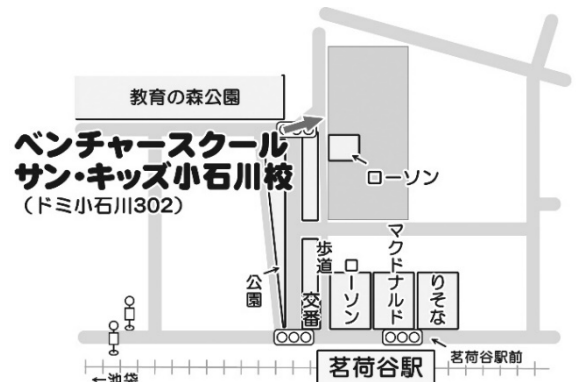 教育の森公園
ベンチャースクール
サン・キッズ小石川校
（ドミ小石川302）
ローソン
公園
歩道
交番
ローソン
マクドナルド
りそな
茗荷谷駅前
茗荷谷駅
←池袋